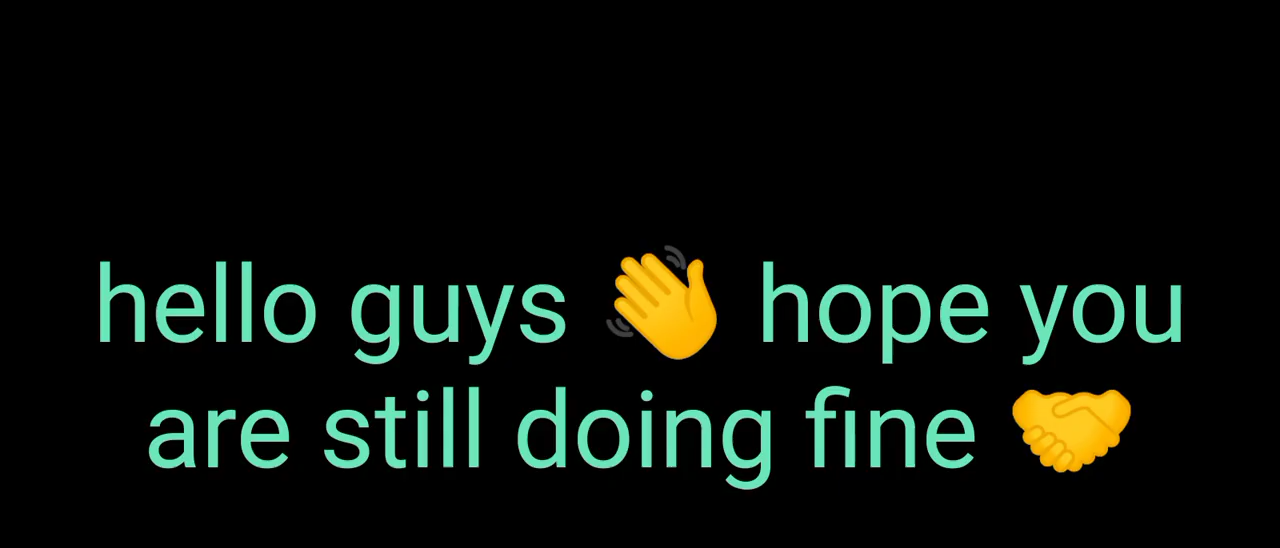 hello guys 👋 hope you
are still doing fine 🤝